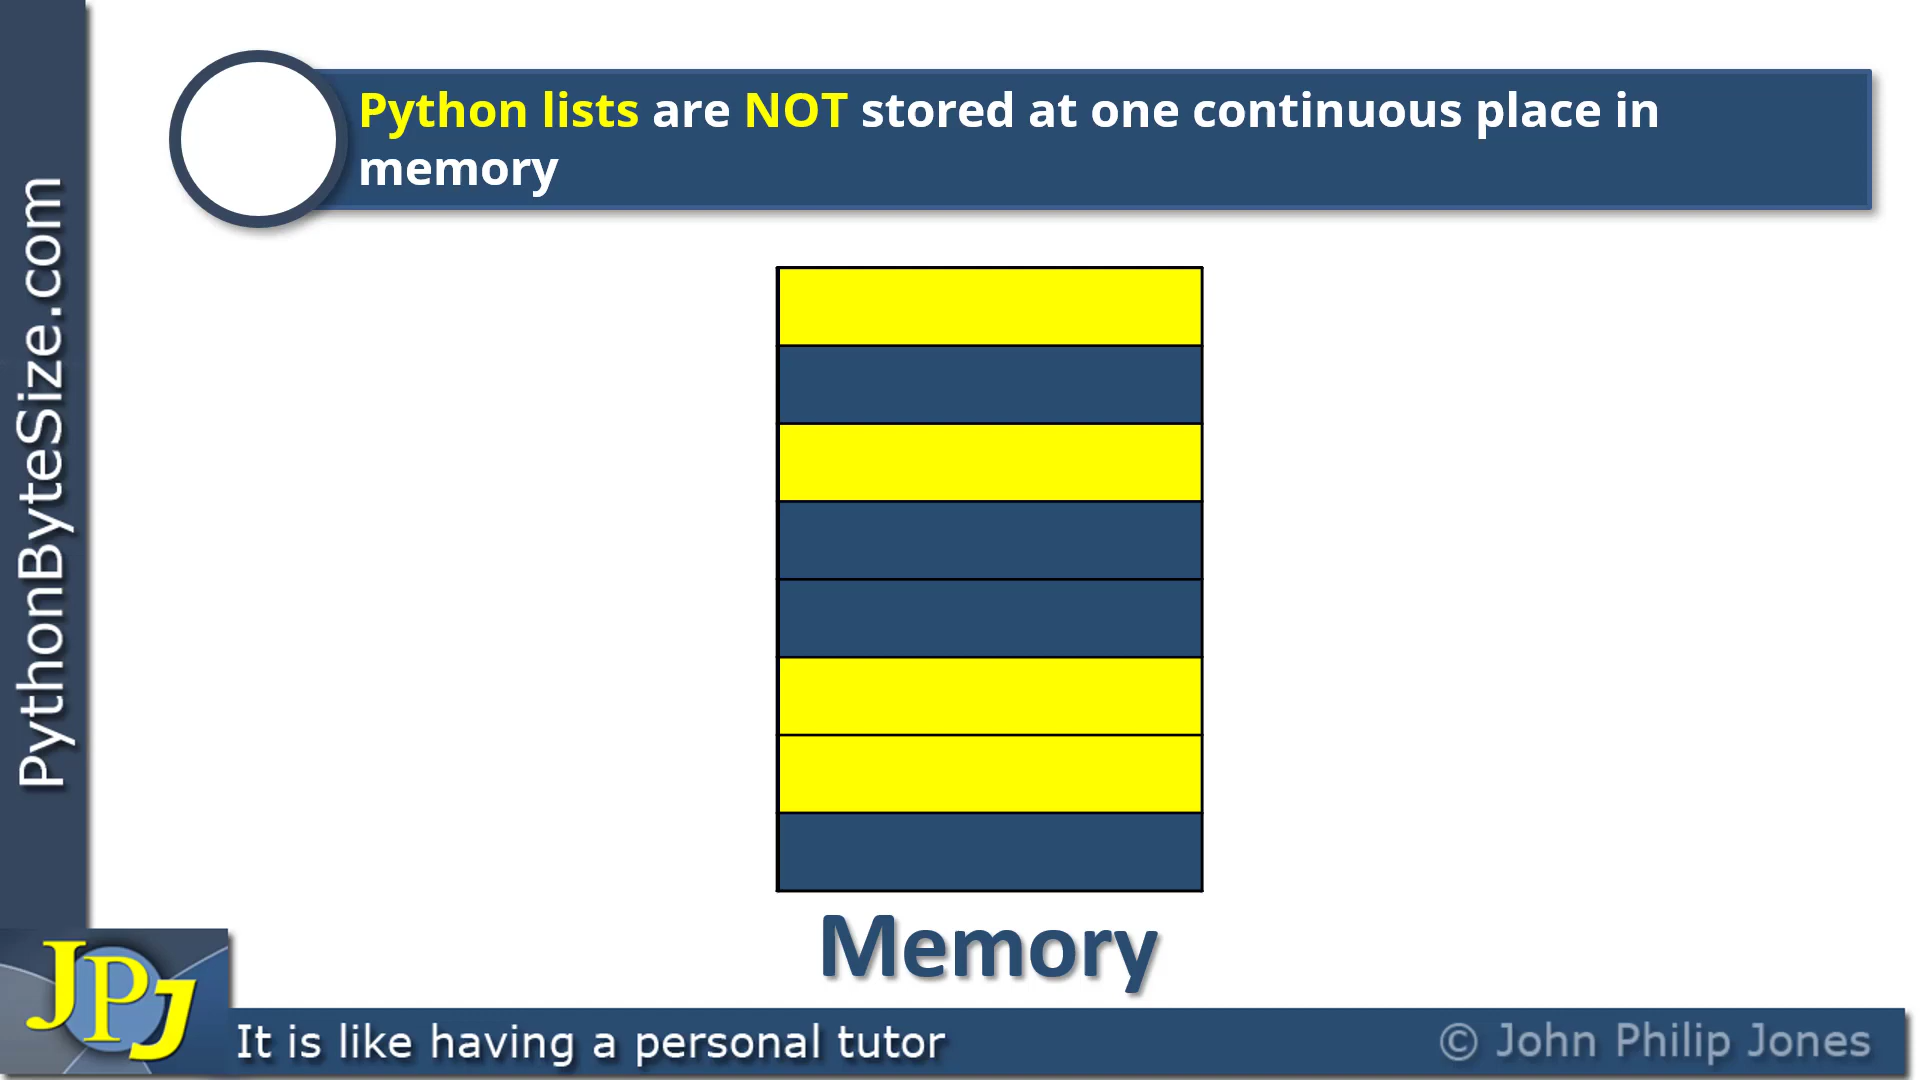 Python lists are NOT stored at one continuous place in
memory
PythonByteSize.com
Memory
JPJ
It is like having a personal tutor
© John Philip Jones